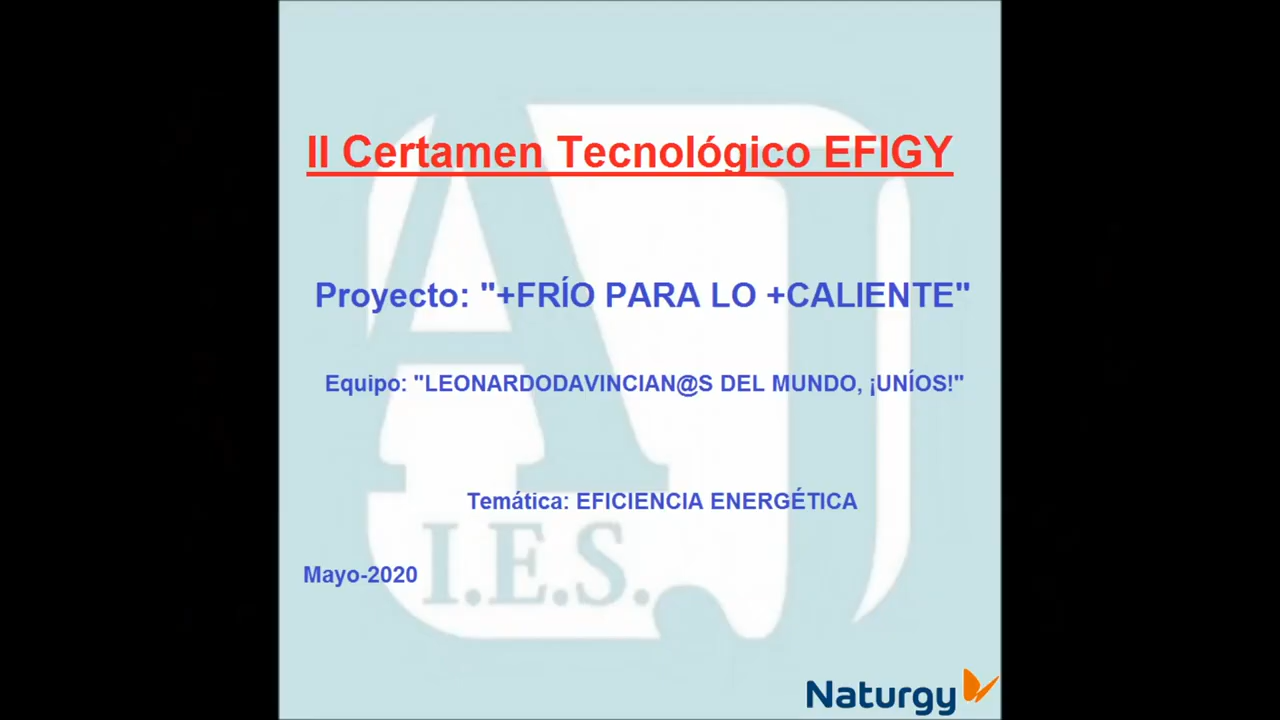 II Certamen Tecnológico EFIGY
Proyecto: "+FRÍO PARA LO +CALIENTE"
Equipo: "LEONARDODAVINCIAN@S DEL MUNDO, ¡UNÍOS!"
Temática: EFICIENCIA ENERGÉTICA
Mayo-2020
AJ
I.E.S.
Naturgy